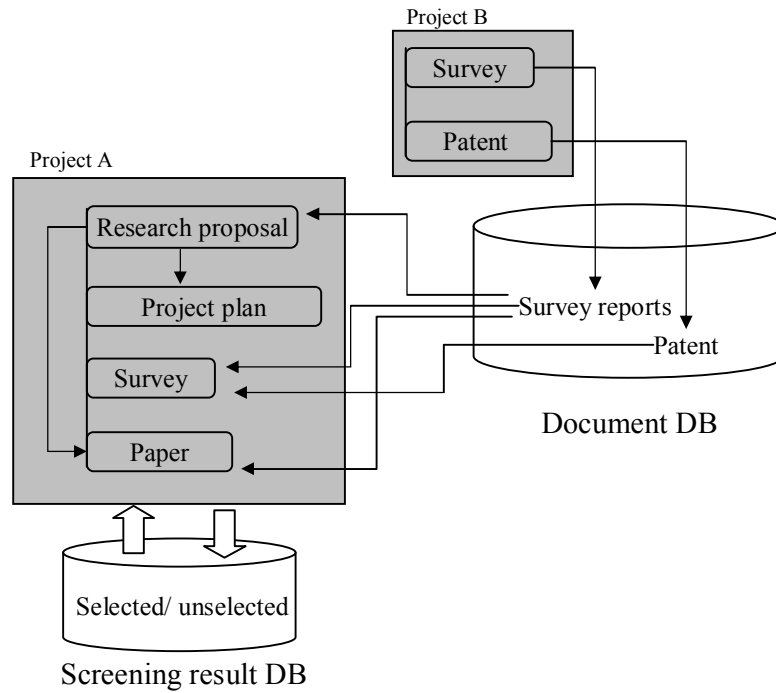 Project B
Survey
Patent
Project A
Research proposal
Project plan
Survey
Paper
Survey reports
Patent
Document DB
Selected/ unselected
Screening result DB